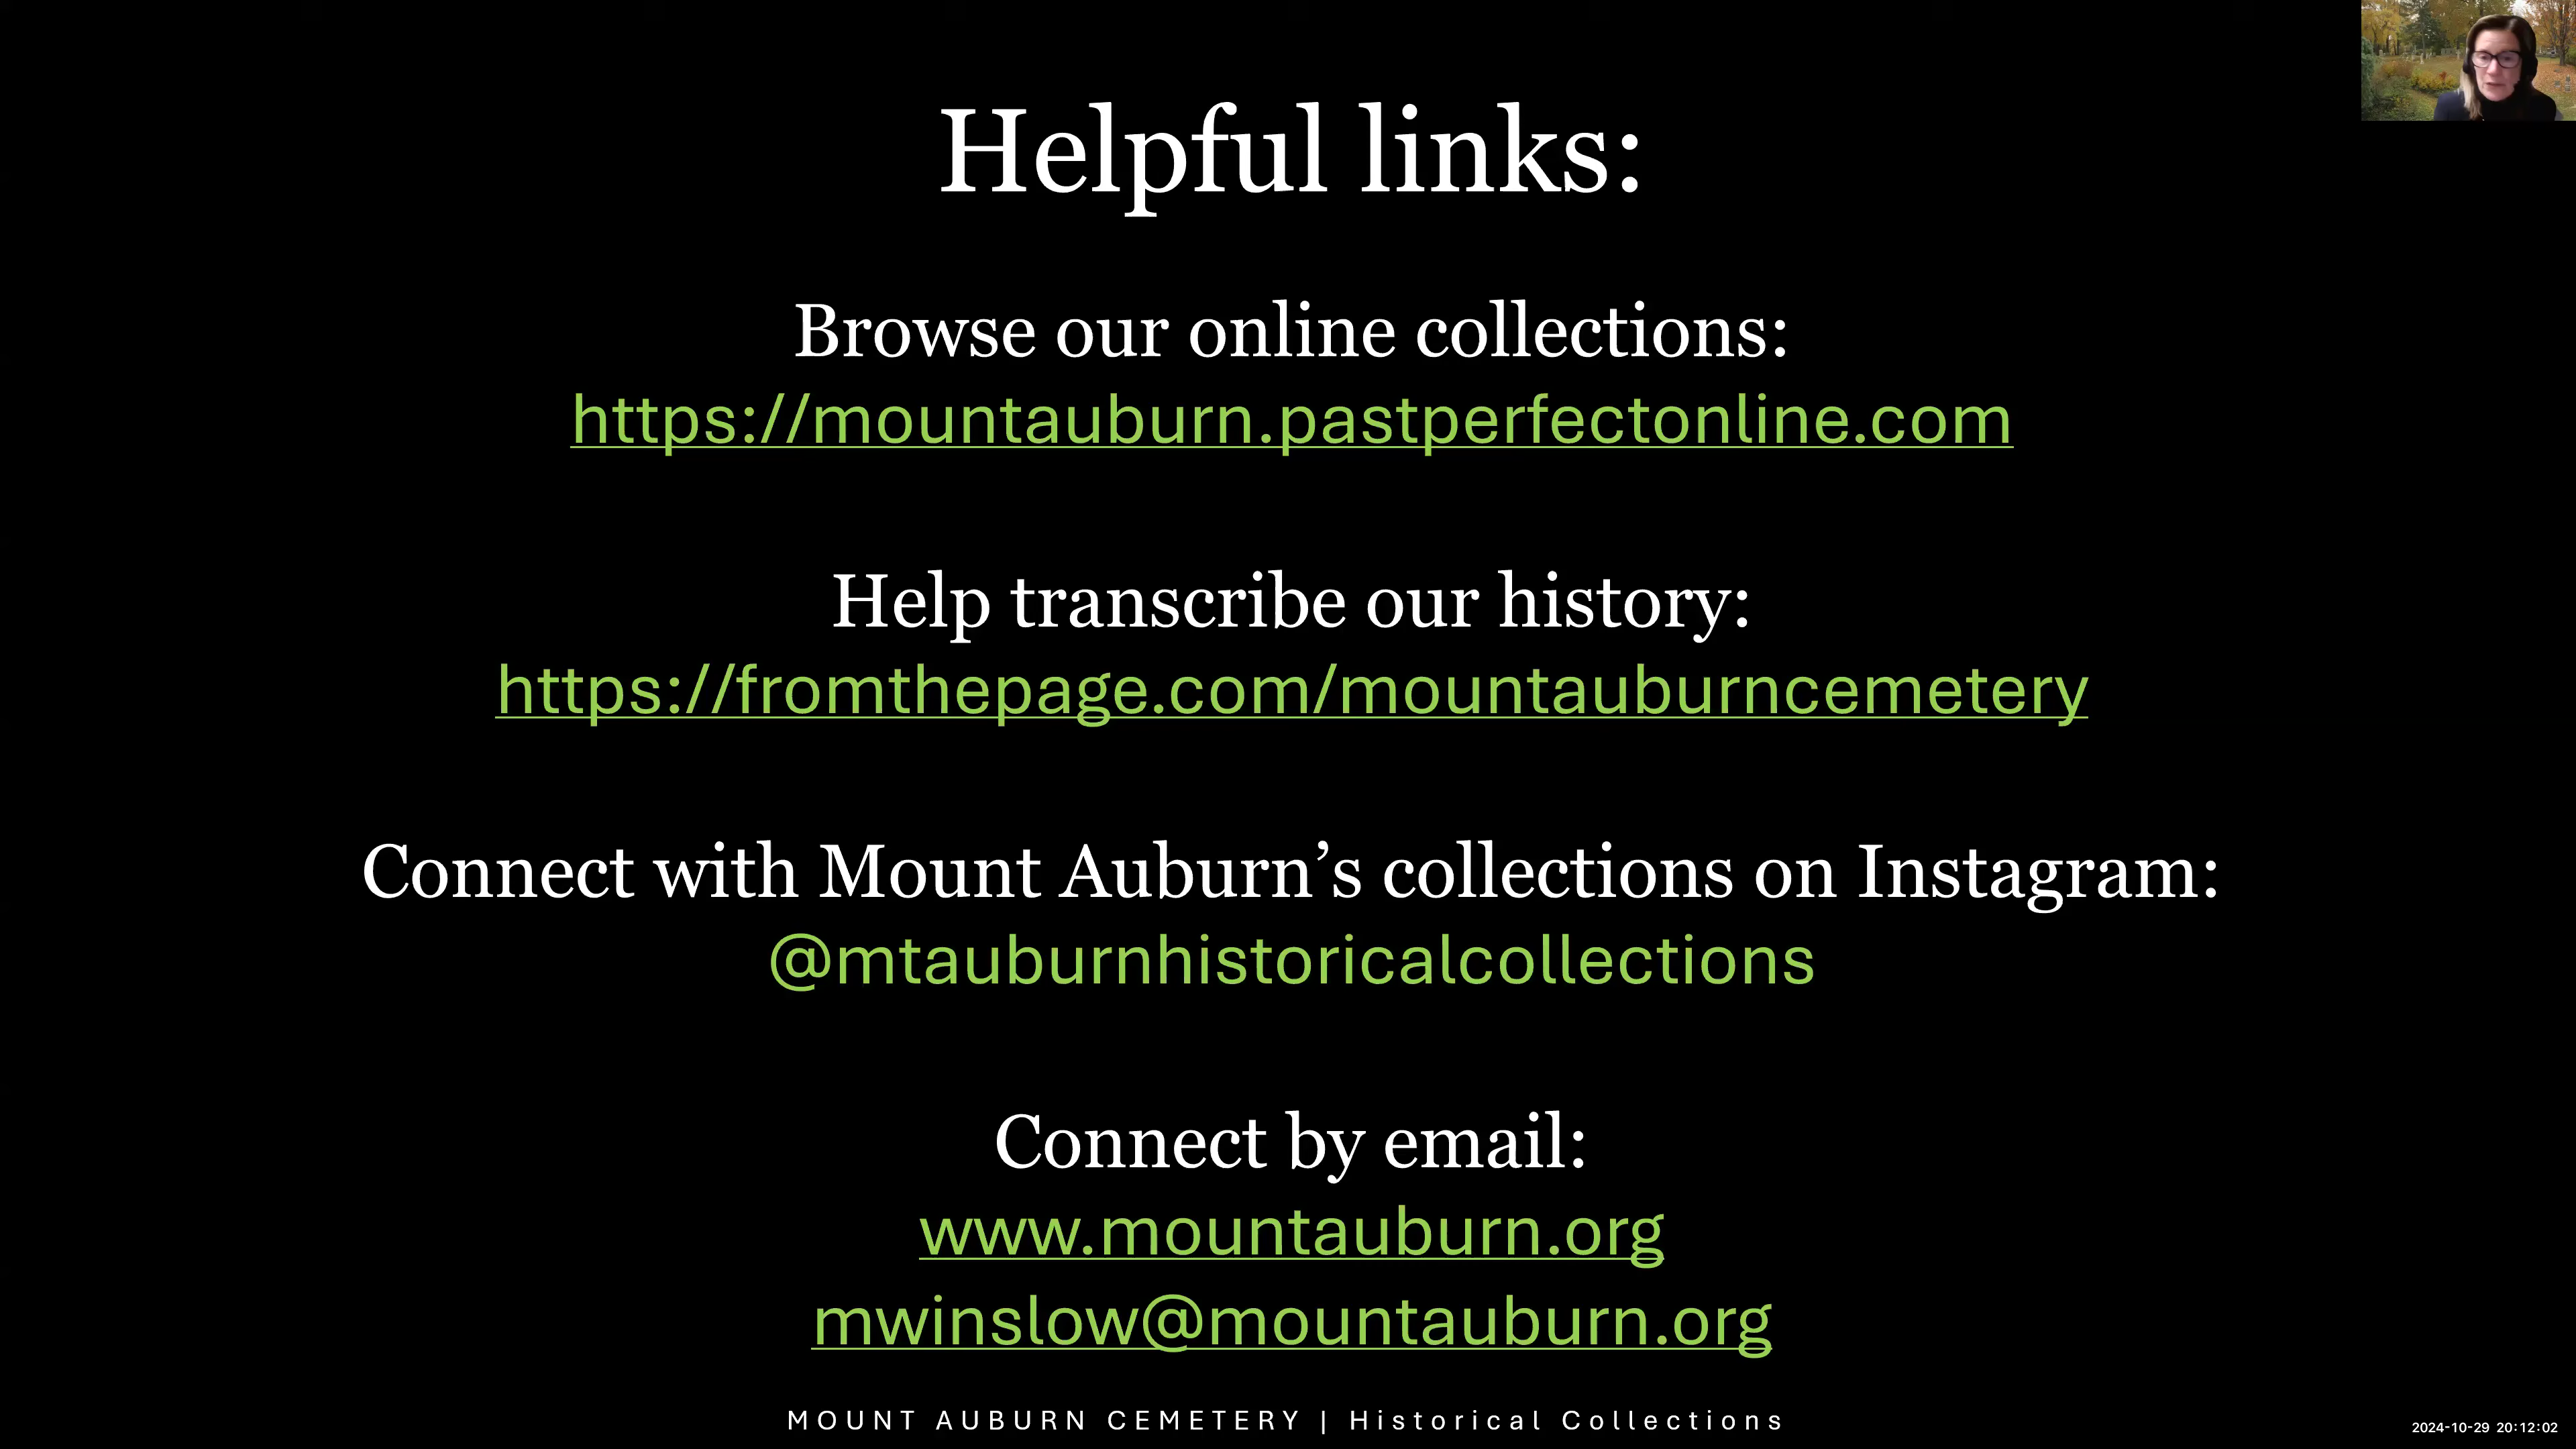 Helpful links:
Browse our online collections:
https://mountauburn.pastperfectonline.com
Help transcribe our history:
https://fromthepage.com/mountauburncemetery
Connect with Mount Auburn’s collections on Instagram:
@mtauburnhistoricalcollections
Connect by email:
www.mountauburn.org
mwinslow@mountauburn.org
MOUNT AUBURN CEMETERY | Historical Collections
2024-10-29 20:12:02